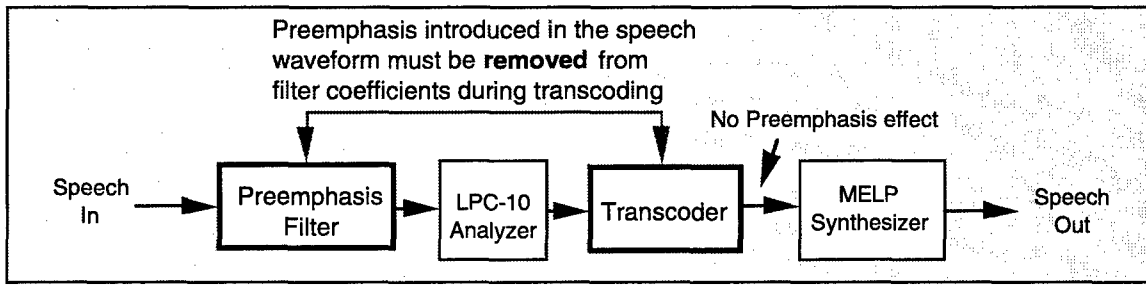 Preemphasis introduced in the speech
waveform must be removed from
filter coefficients during transcoding
No Preemphasis effect
Speech
In
Preemphasis
Filter
LPC-10
Analyzer
Transcoder
MELP
Synthesizer
Speech
Out